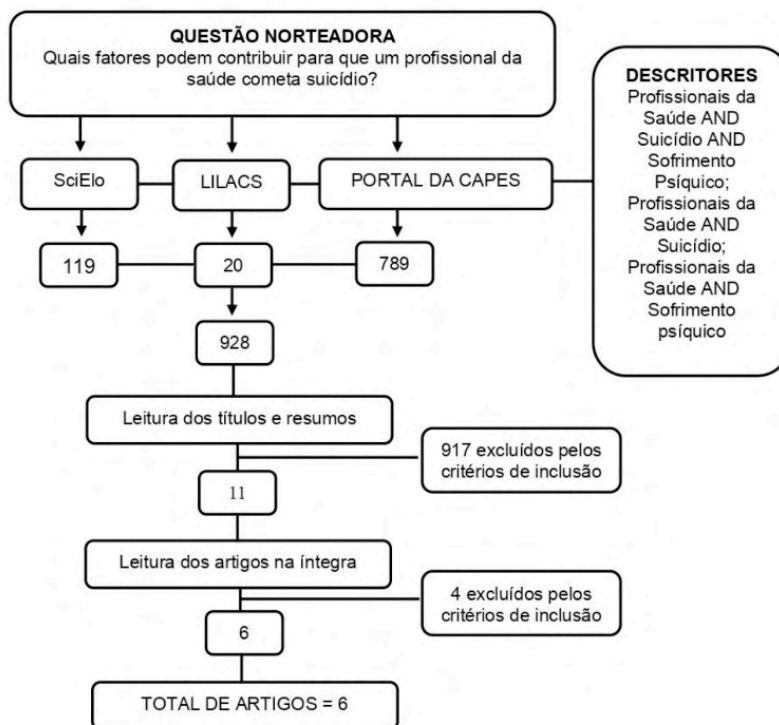 QUESTÃO NORTEADORA
Quais fatores podem contribuir para que um profissional da
saúde cometa suicídio?
DESCRITORES
Profissionais da
Saúde AND
Suicídio AND
Sofrimento
Psíquico;
Profissionais da
Saúde AND
Suicídio;
Profissionais da
Saúde AND
Sofrimento
psíquico
SciElo
LILACS
PORTAL DA CAPES
119
20
789
928
Leitura dos títulos e resumos
917 excluídos pelos
critérios de inclusão
11
Leitura dos artigos na íntegra
4 excluídos pelos
critérios de inclusão
6
TOTAL DE ARTIGOS = 6